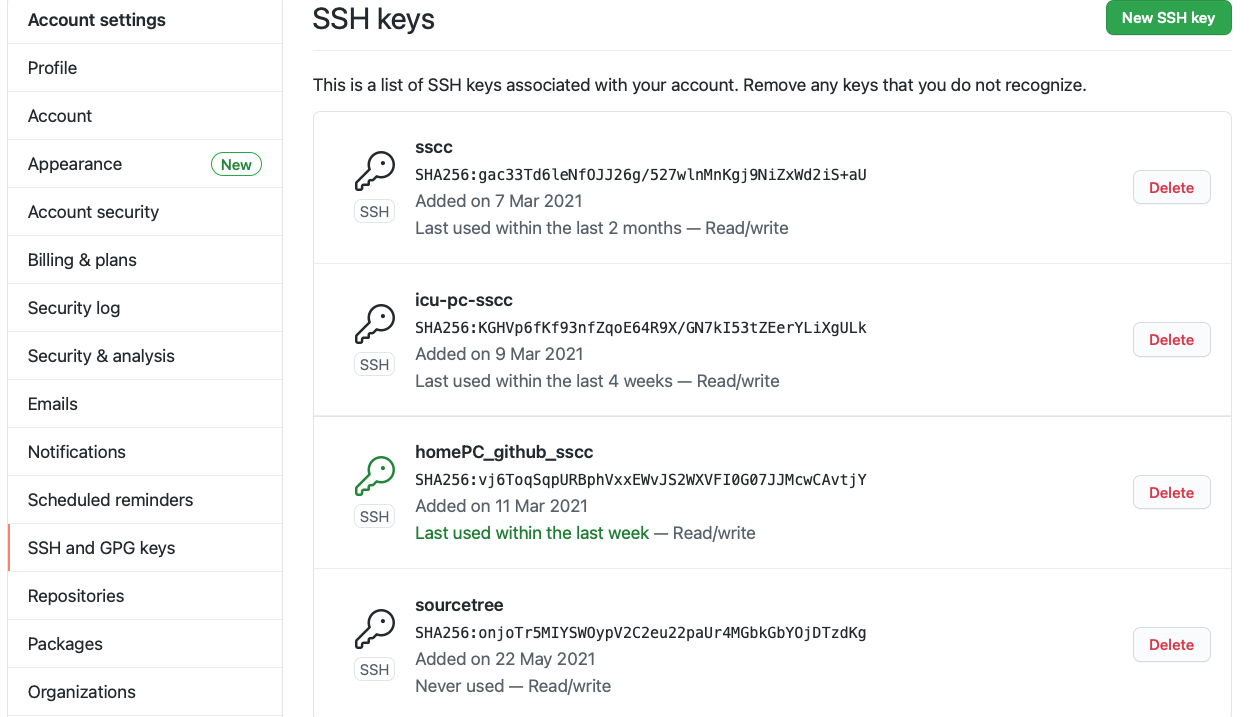 Account settings
Profile
Account
Appearance New
Account security
Billing & plans
Security log
Security & analysis
Emails
Notifications
Scheduled reminders
SSH and GPG keys
Repositories
Packages
Organizations
SSH keys
New SSH key
This is a list of SSH keys associated with your account. Remove any keys that you do not recognize.
sscc
SHA256:gac33Td6leNfOJJ26g/527wlnMnKgj9NiZxWd2iS+aU
Added on 7 Mar 2021
Last used within the last 2 months — Read/write
SSH
Delete
icu-pc-sscc
SHA256:KGHVp6fKf93nfZqoE64R9X/GN7kI53tZEerYLiXgULk
Added on 9 Mar 2021
Last used within the last 4 weeks — Read/write
SSH
Delete
homePC_github_sscc
SHA256:vj6ToqSqpURBphVxxEWvJS2WXVFI0G07JJMcwCAvtjY
Added on 11 Mar 2021
Last used within the last week — Read/write
SSH
Delete
sourcetree
SHA256:onjoTr5MIYSWOypV2C2eu22paUr4MGbkGbYOjDTzdKg
Added on 22 May 2021
Never used — Read/write
SSH
Delete